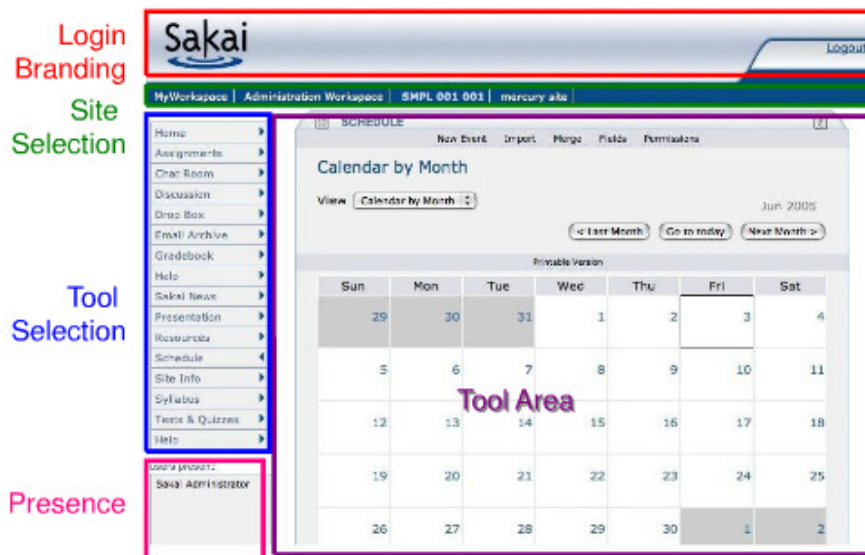 Login
Branding
Sakai
Logout
Site
Selection
MyWorkspace | Administration Workspace | SMPL 001 001 | mercury site |
Tool
Selection
Home
Assignments
Chat Room
Discussion
Drop Box
Email Archive
Gradebook
Help
Sakai News
Presentation
Resources
Schedule
Site Info
Syllabus
Tests & Quizzes
Help
Presence
Users present:
Sakai Administrator
SCHEDULE
?
New Event Import Merge Fields Permissions
Calendar by Month
View Calendar by Month
Jun 2005
< Last Month Go to today Next Month >
Printable Version
Sun Mon Tue Wed Thu Fri Sat
29 30 31 1 2 3 4
5 6 7 8 9 10 11
Tool Area
12 13 14 15 16 17 18
19 20 21 22 23 24 25
26 27 28 29 30 1 2